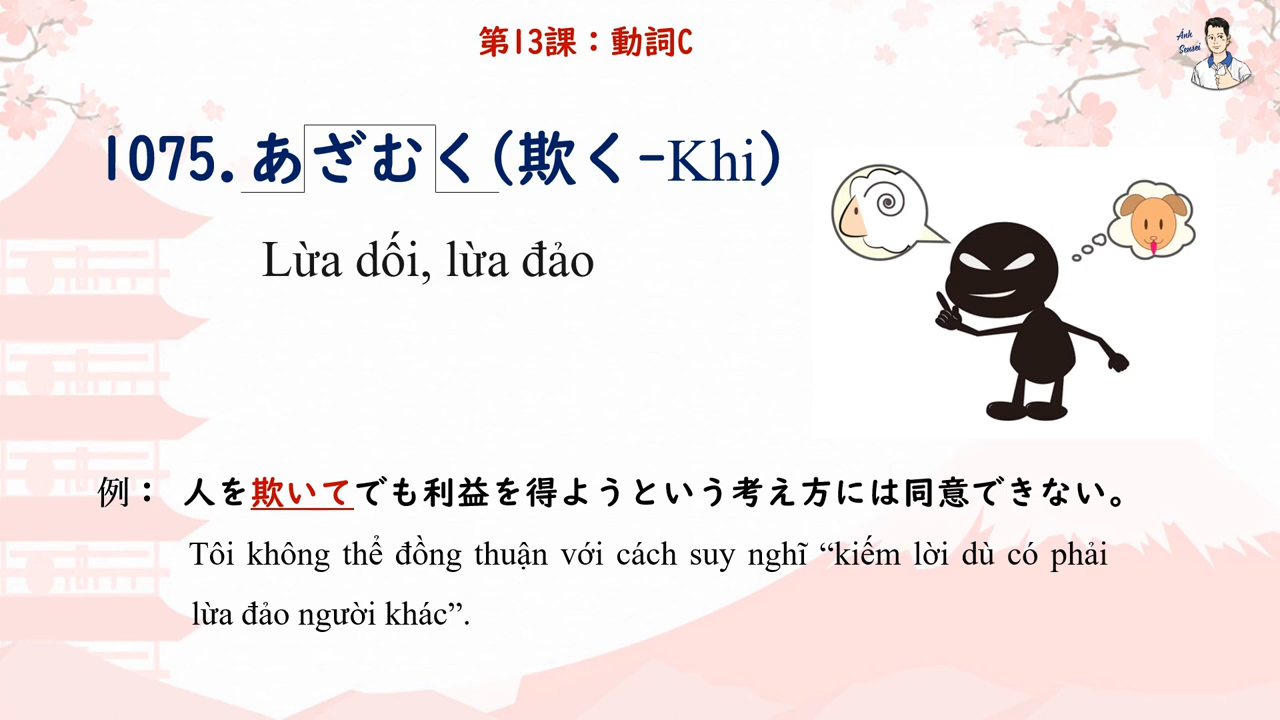 第13課：動詞C
Anh
Sensei
1075.あざむく(欺く-Khi)
Lừa dối, lừa đảo
例： 人を欺いてでも利益を得ようという考え方には同意できない。
Tôi không thể đồng thuận với cách suy nghĩ “kiếm lời dù có phải
lừa đảo người khác”.